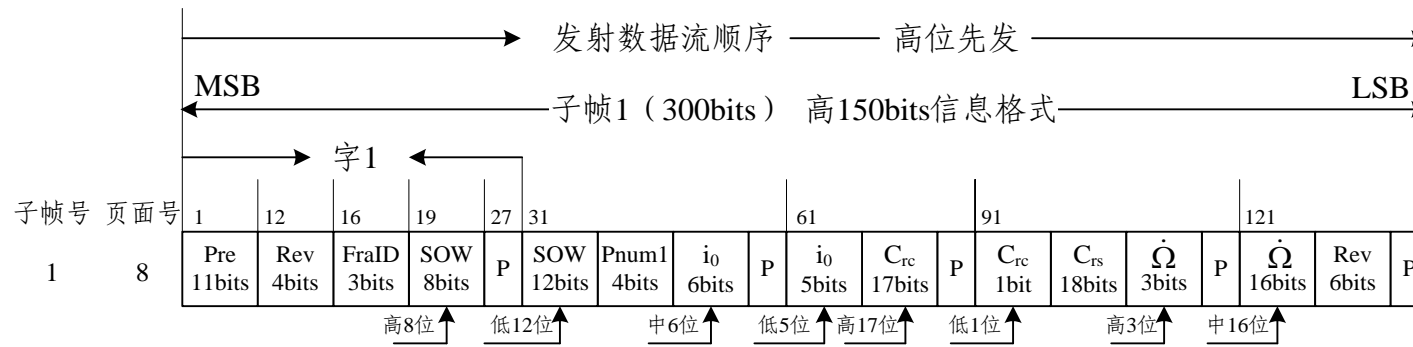 发射数据流顺序 高位先发
MSB LSB
子帧1（300bits） 高150bits信息格式
字1
子帧号 页面号 1 12 16 19 27 31 61 91 121
1 8 Pre 11bits Rev 4bits FraID 3bits SOW 8bits P SOW 12bits Pnum1 4bits i0 6bits P i0 5bits Crc 17bits P Crc 1bit Crs 18bits Ω̇ 3bits P Ω̇ 16bits Rev 6bits P
高8位 低12位 中6位 低5位 高17位 低1位 高3位 中16位